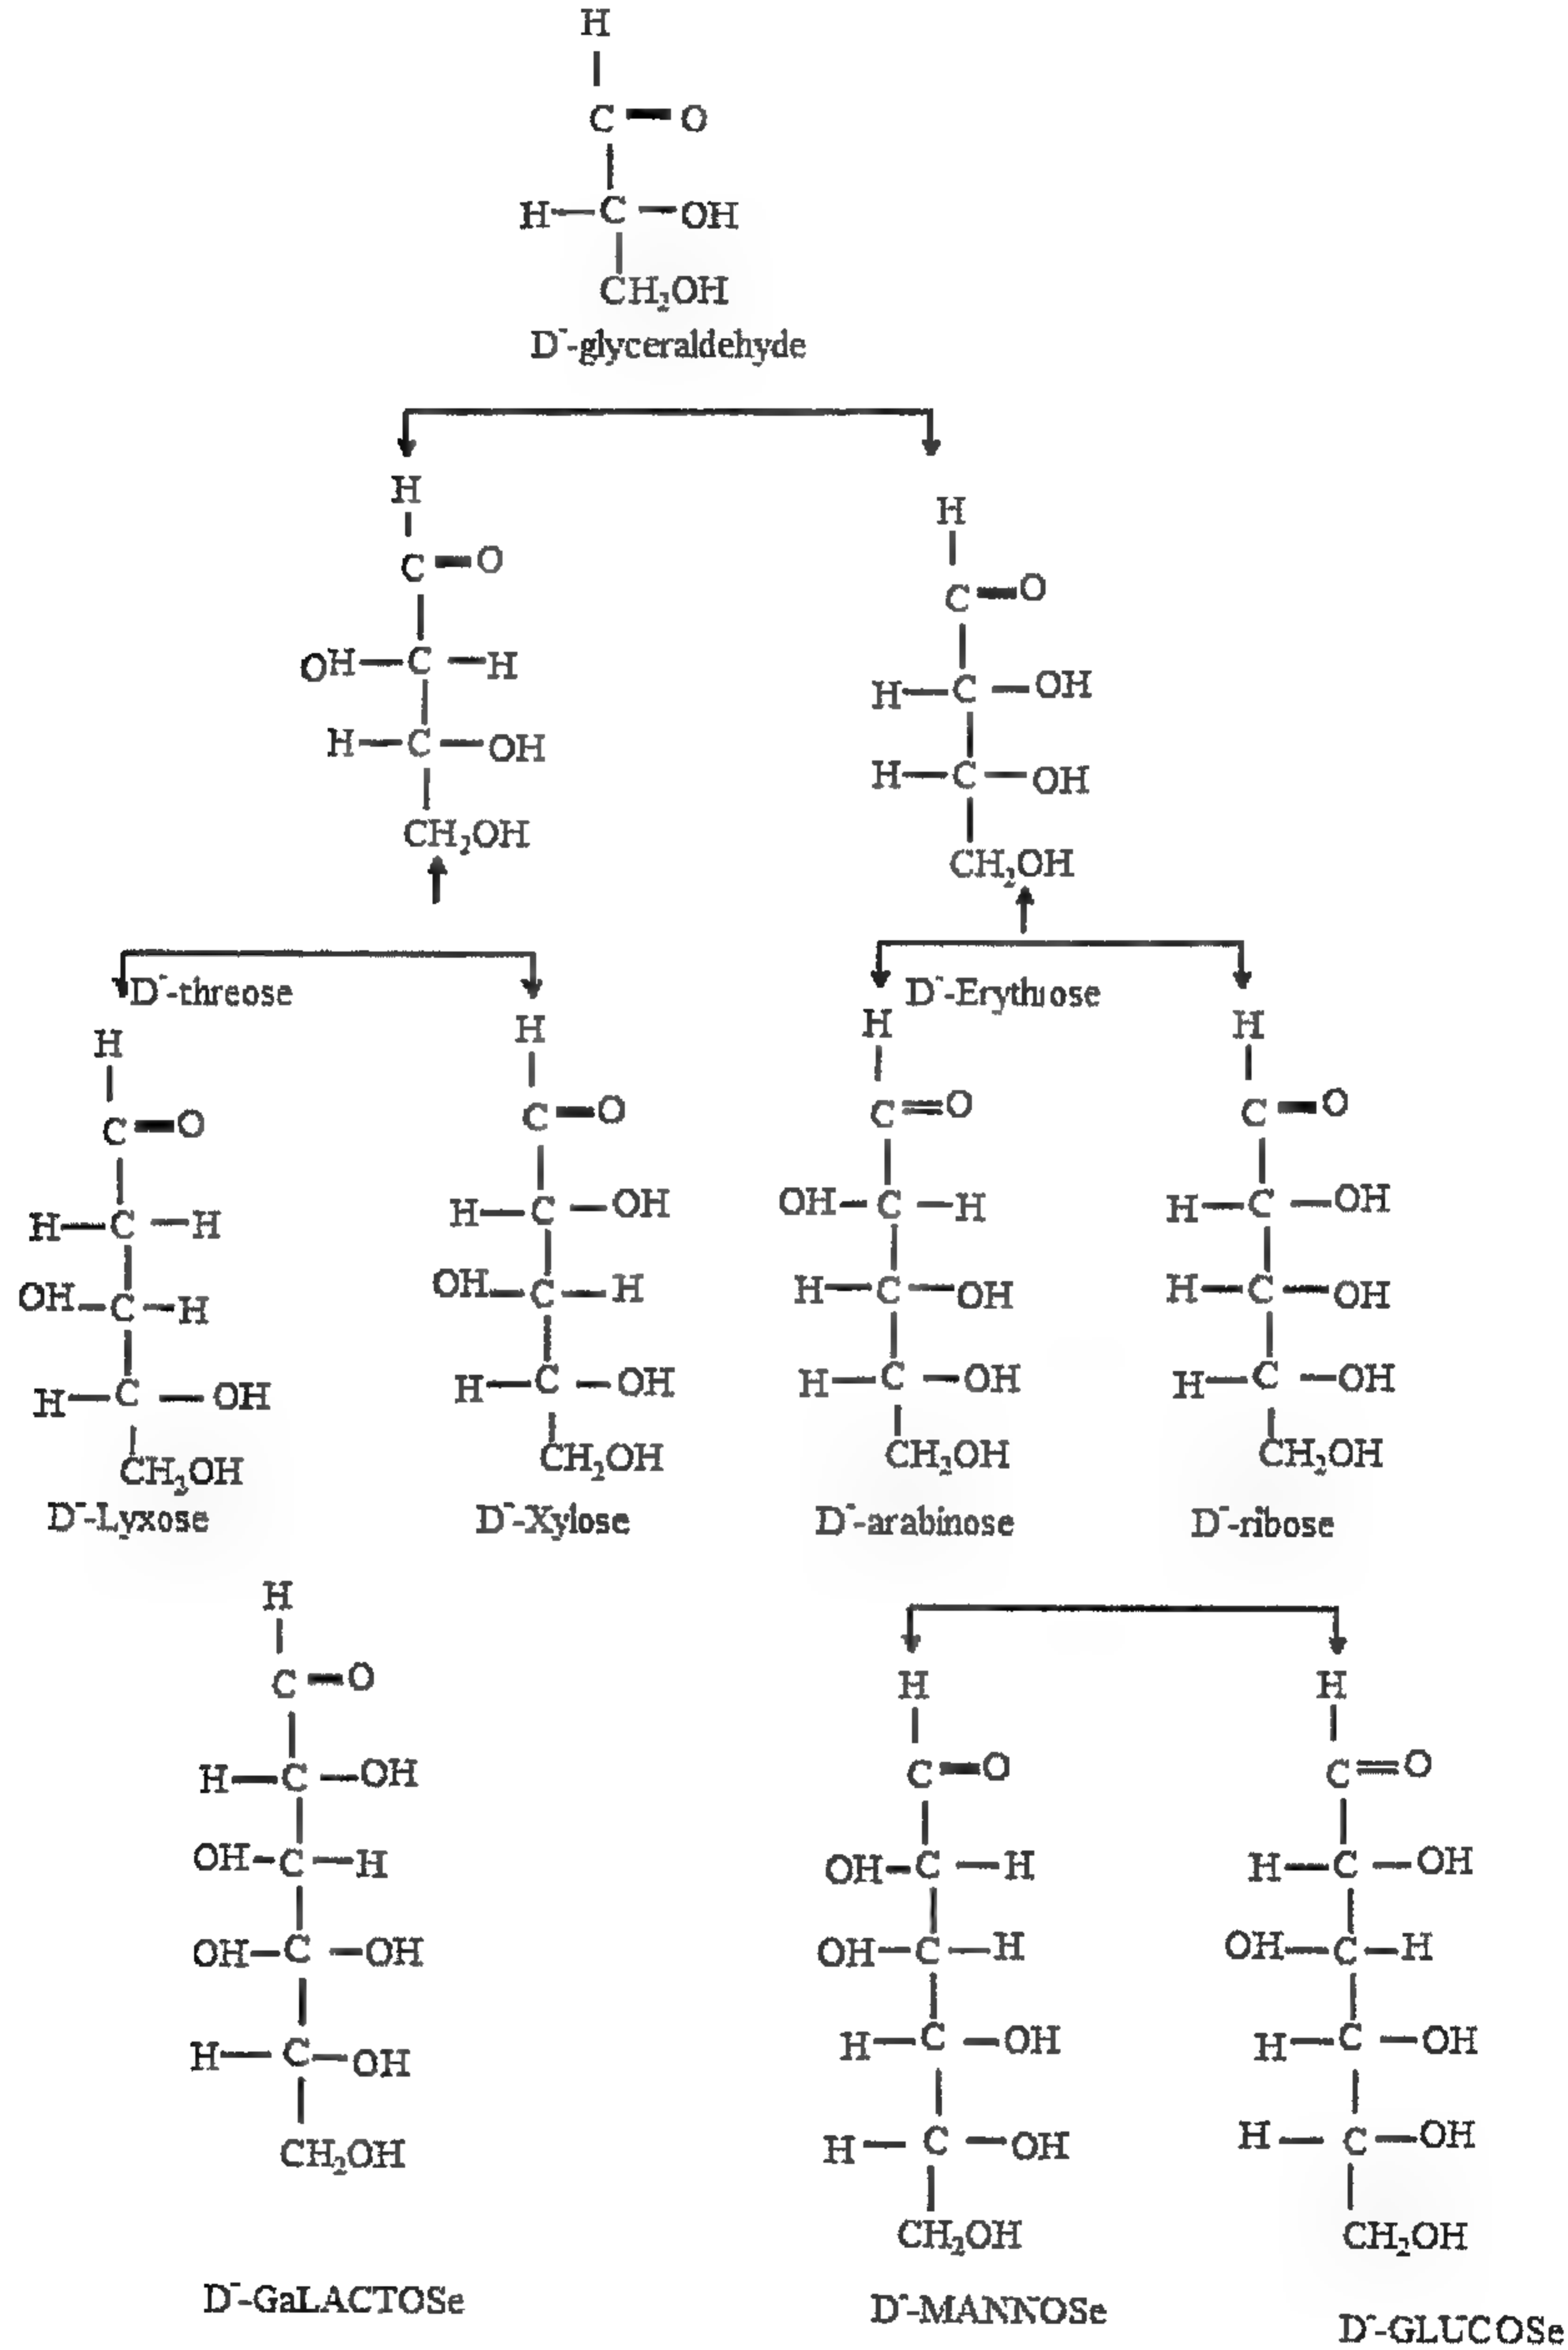 H
C O
H C OH
CH₂OH
D⁻-glyceraldehyde
H
C O
OH C H
H C OH
CH₂OH
H
C O
H C OH
H C OH
CH₂OH
D⁻-threose
D⁻-Erythrose
H
C O
H C H
OH C H
H C OH
CH₂OH
D⁻-Lyxose
H
C O
H C OH
OH C H
H C OH
CH₂OH
D⁻-Xylose
H
C=O
OH C H
H C OH
H C OH
CH₂OH
D⁻-arabinose
H
C O
H C OH
H C OH
H C OH
CH₂OH
D⁻-ribose
H
C O
H C OH
OH C H
OH C OH
H C OH
CH₂OH
D⁻-GaLACTOSe
H
C O
OH C H
OH C H
H C OH
H C OH
CH₂OH
D⁻-MANNOSe
H
C=O
H C OH
OH C H
H C OH
H C OH
CH₂OH
D⁻-GLUCOSe